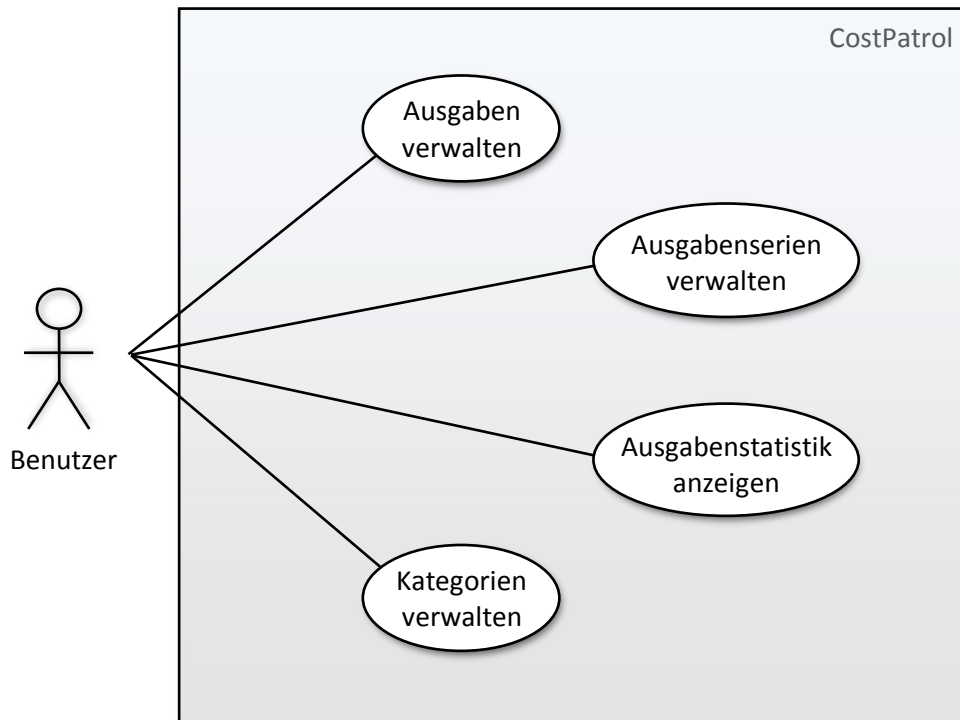 CostPatrol
Ausgaben
verwalten
Ausgabenserien
verwalten
Benutzer
Ausgabenstatistik
anzeigen
Kategorien
verwalten